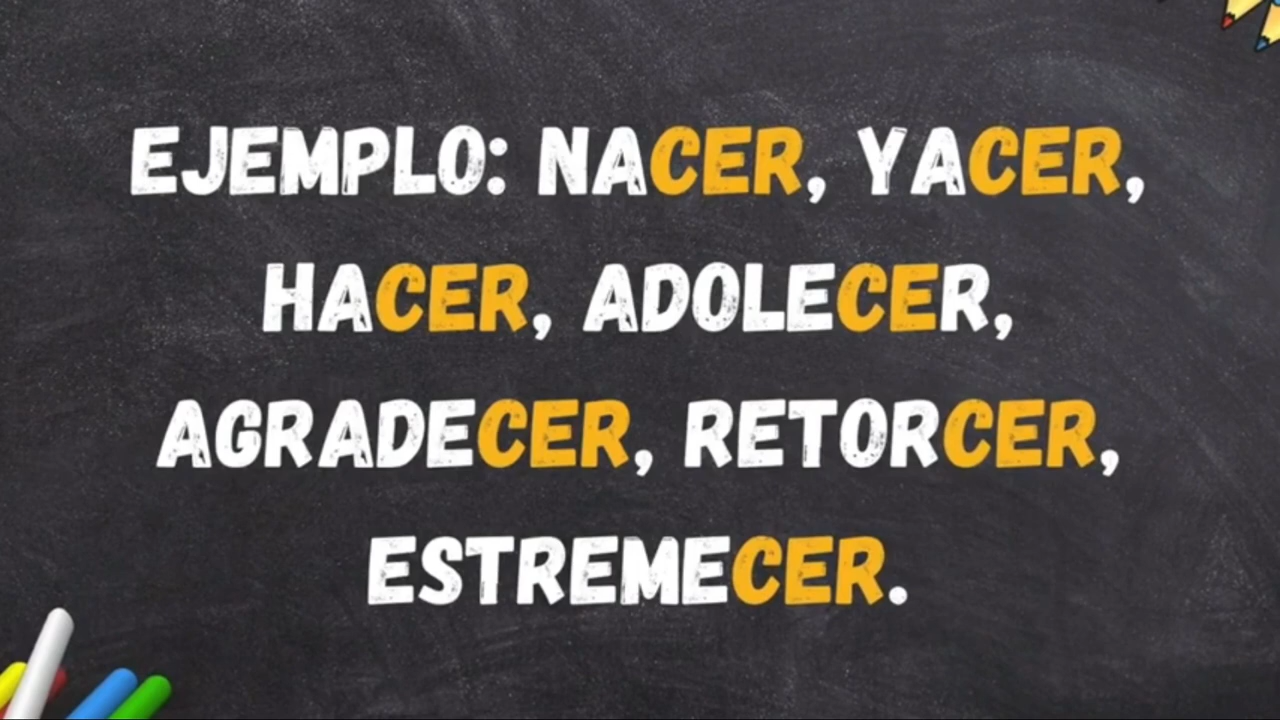 EJEMPLO: NACER, YACER,
HACER, ADOLECER,
AGRADECER, RETORCER,
ESTREMECER.